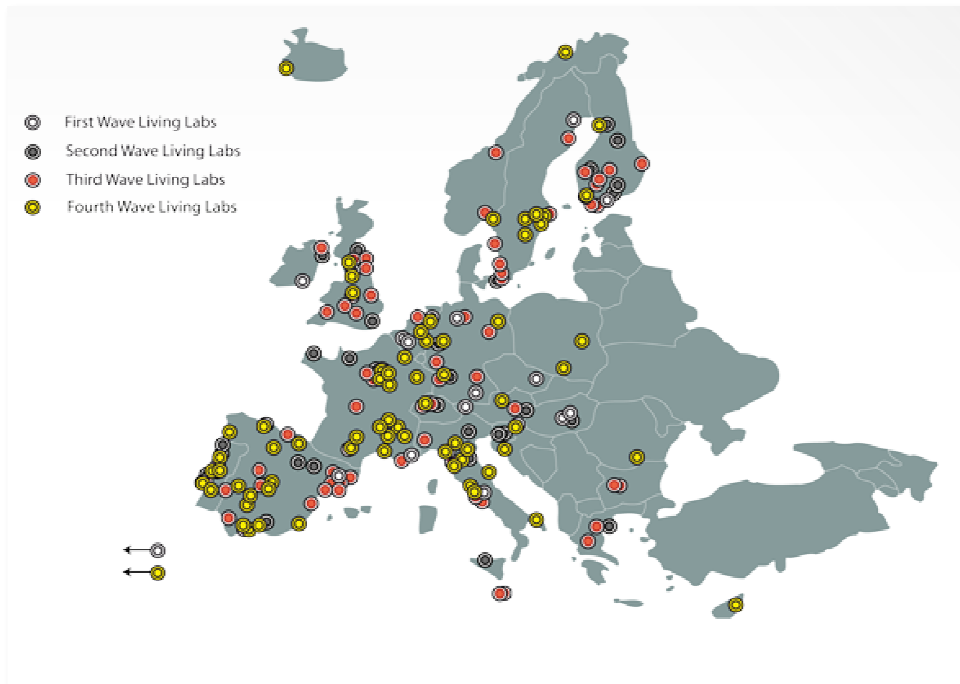 First Wave Living Labs
Second Wave Living Labs
Third Wave Living Labs
Fourth Wave Living Labs